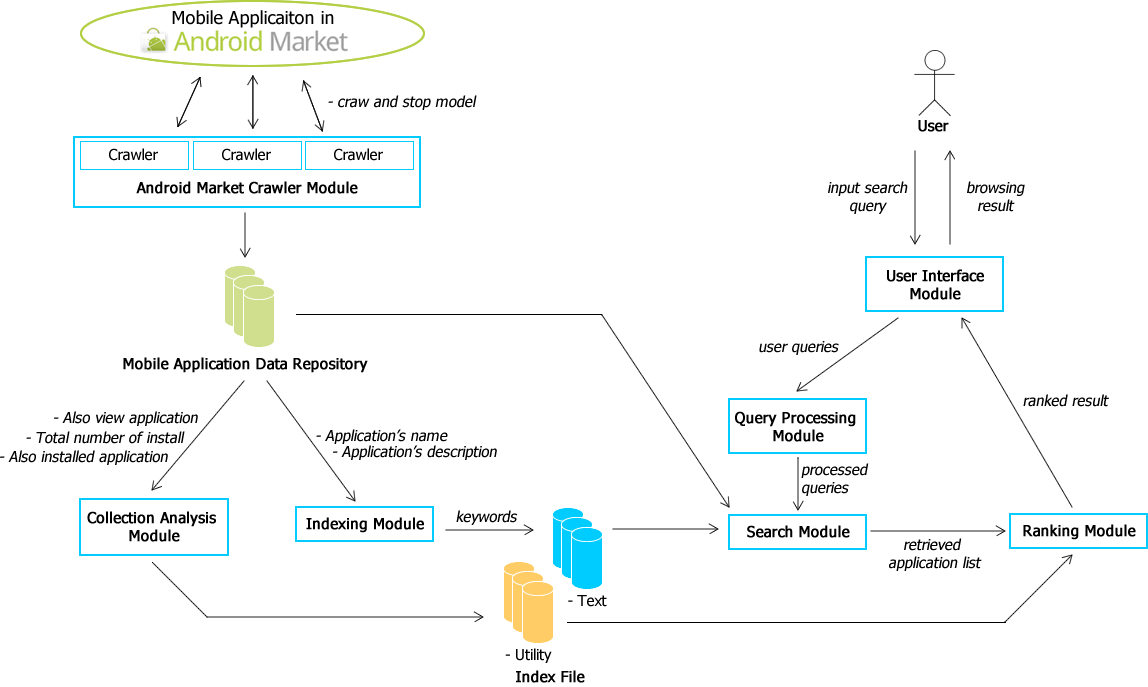 Mobile Applicaiton in
Android Market
- craw and stop model
Crawler
Crawler
Crawler
Android Market Crawler Module
User
input search
query
browsing
result
User Interface
Module
Mobile Application Data Repository
user queries
Query Processing
Module
ranked result
- Also view application
- Total number of install
- Also installed application
- Application's name
- Application's description
processed
queries
Collection Analysis
Module
Indexing Module
keywords
Search Module
retrieved
application list
Ranking Module
- Text
- Utility
Index File